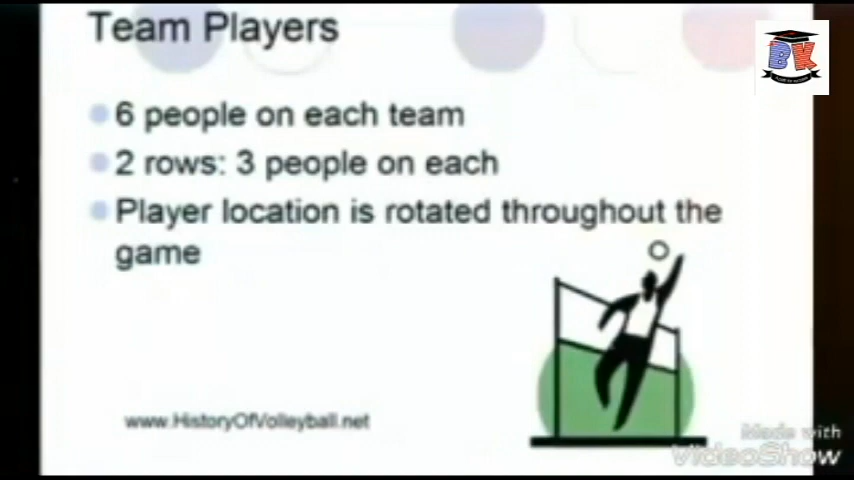 Team Players
BK
6 people on each team
2 rows: 3 people on each
Player location is rotated throughout the
game
www.HistoryOfVolleyball.net
Made with
VideoShow